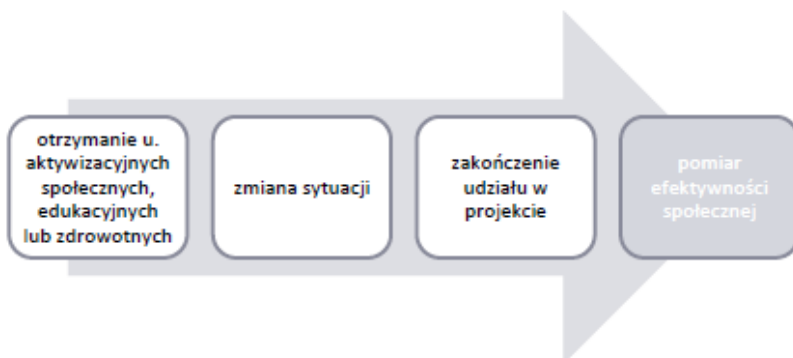 otrzymanie u.
aktywizacyjnych
społecznych,
edukacyjnych
lub zdrowotnych
zmiana sytuacji
zakończenie
udziału w
projekcie
pomiar
efektywności
społecznej